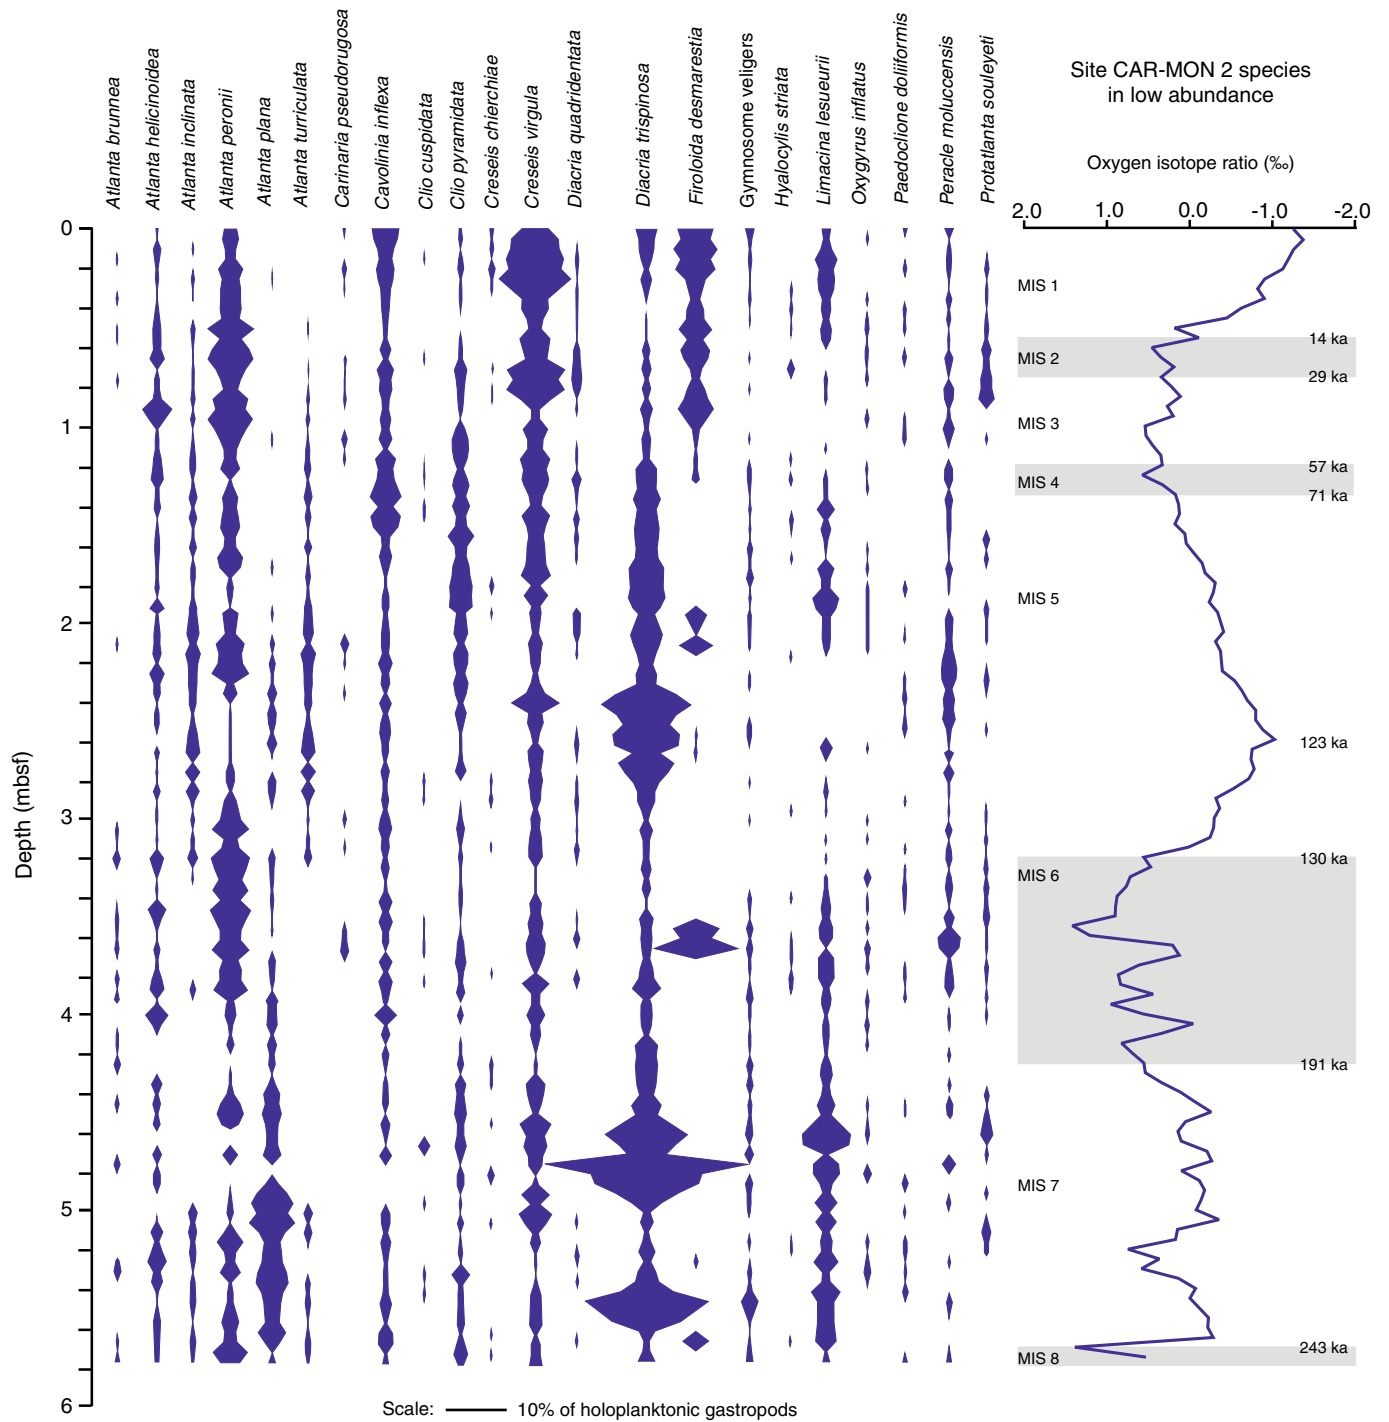 Atlanta brunnea
Atlanta helicinoidea
Atlanta inclinata
Atlanta peronii
Atlanta plana
Atlanta turriculata
Carinaria pseudorugosa
Cavolinia inflexa
Clio cuspidata
Clio pyramidata
Creseis chierchiae
Creseis virgula
Diacria quadridentata
Diacria trispinosa
Firoloida desmarestia
Gymnosome veligers
Hyalocylis striata
Limacina lesueurii
Oxygyrus inflatus
Paedoclione doliiformis
Peracle moluccensis
Protatlanta souleyeti
Site CAR-MON 2 species
in low abundance
Oxygen isotope ratio (‰)
2.0 1.0 0.0 -1.0 -2.0
Depth (mbsf)
0
1
2
3
4
5
6
MIS 1
14 ka
MIS 2
29 ka
MIS 3
57 ka
MIS 4
71 ka
MIS 5
123 ka
130 ka
MIS 6
191 ka
MIS 7
243 ka
MIS 8
Scale: 10% of holoplanktonic gastropods